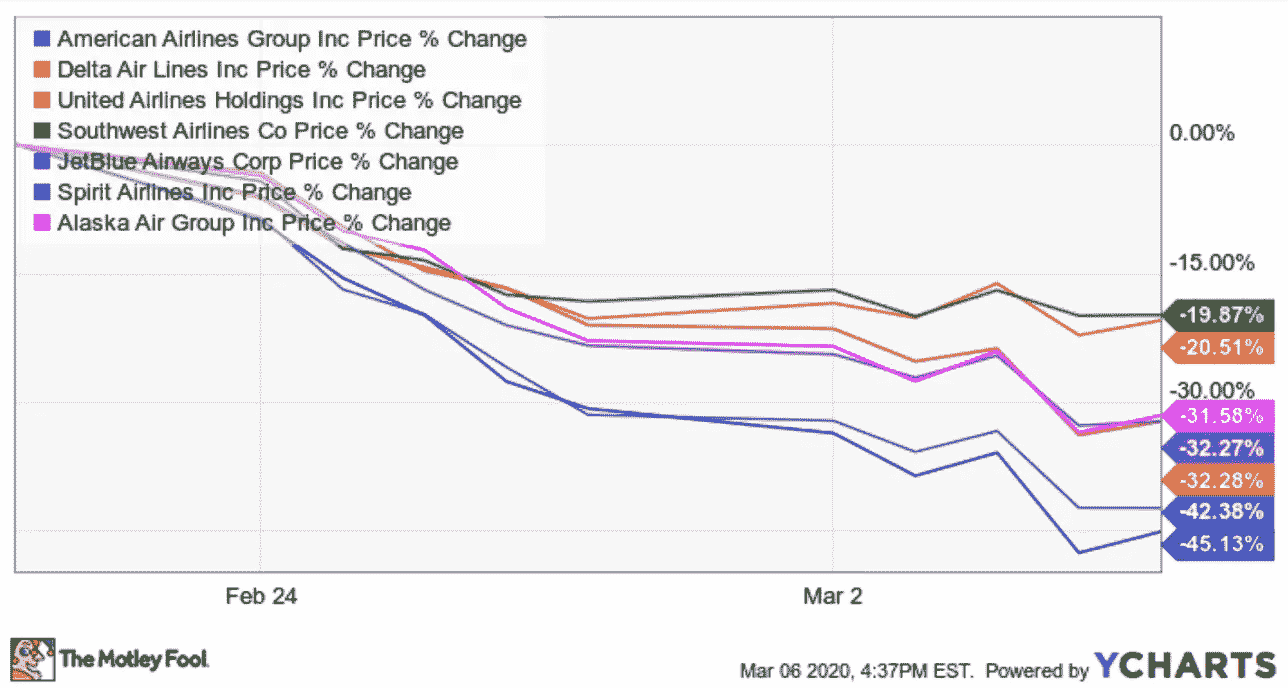 American Airlines Group Inc Price % Change
Delta Air Lines Inc Price % Change
United Airlines Holdings Inc Price % Change
Southwest Airlines Co Price % Change
JetBlue Airways Corp Price % Change
Spirit Airlines Inc Price % Change
Alaska Air Group Inc Price % Change
0.00%
-15.00%
-19.87%
-20.51%
-30.00%
-31.58%
-32.27%
-32.28%
-42.38%
-45.13%
Feb 24
Mar 2
The Motley Fool.
Mar 06 2020, 4:37PM EST. Powered by YCHARTS